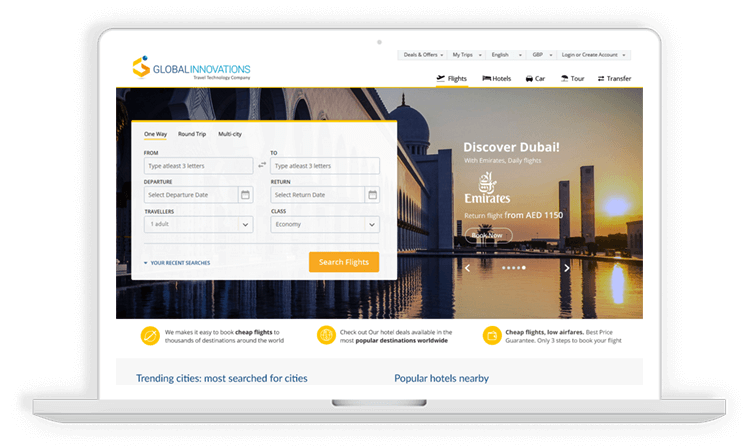 Deals & Offers My Trips English GBP Login or Create Account
GLOBALINNOVATIONS
Travel Technology Company
Flights Hotels Car Tour Transfer
One Way Round Trip Multi-city
FROM TO
Type atleast 3 letters Type atleast 3 letters
DEPARTURE RETURN
Select Departure Date Select Return Date
TRAVELLERS CLASS
1 adult Economy
YOUR RECENT SEARCHES Search Flights
Discover Dubai!
With Emirates, Daily flights
Emirates
Return flight from AED 1150
Book Now
We makes it easy to book cheap flights to
thousands of destinations around the world
Check out Our hotel deals available in the
most popular destinations worldwide
Cheap flights, low airfares. Best Price
Guarantee. Only 3 steps to book your flight
Trending cities: most searched for cities
Popular hotels nearby